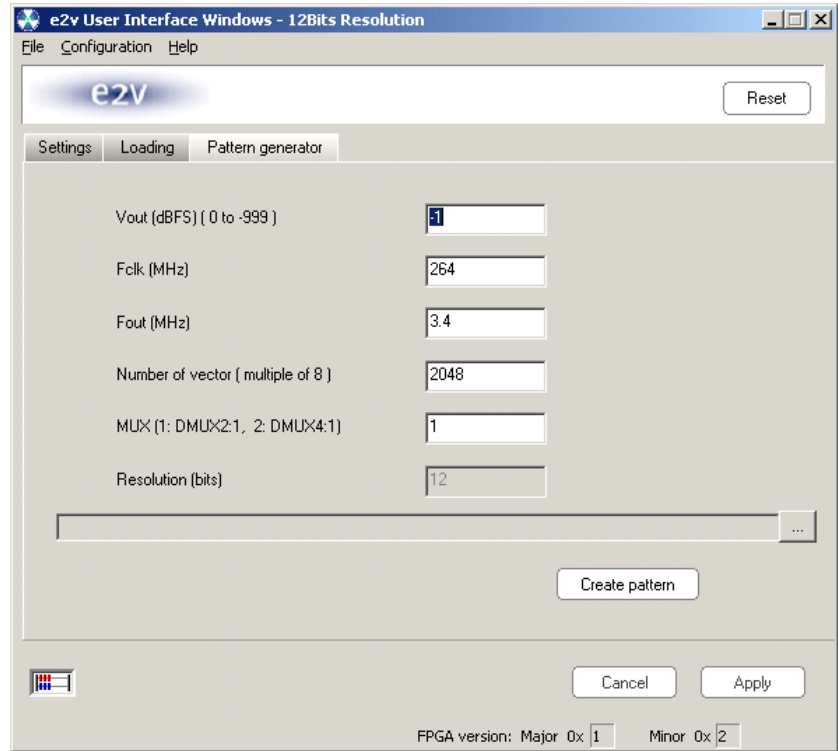 e2v User Interface Windows - 12Bits Resolution
File Configuration Help
e2v
Reset
Settings Loading Pattern generator
Vout (dBFS) ( 0 to -999 ) -1
Fclk (MHz) 264
Fout (MHz) 3.4
Number of vector ( multiple of 8 ) 2048
MUX (1: DMUX2:1, 2: DMUX4:1) 1
Resolution (bits) 12
...
Create pattern
Cancel Apply
FPGA version: Major 0x 1 Minor 0x 2